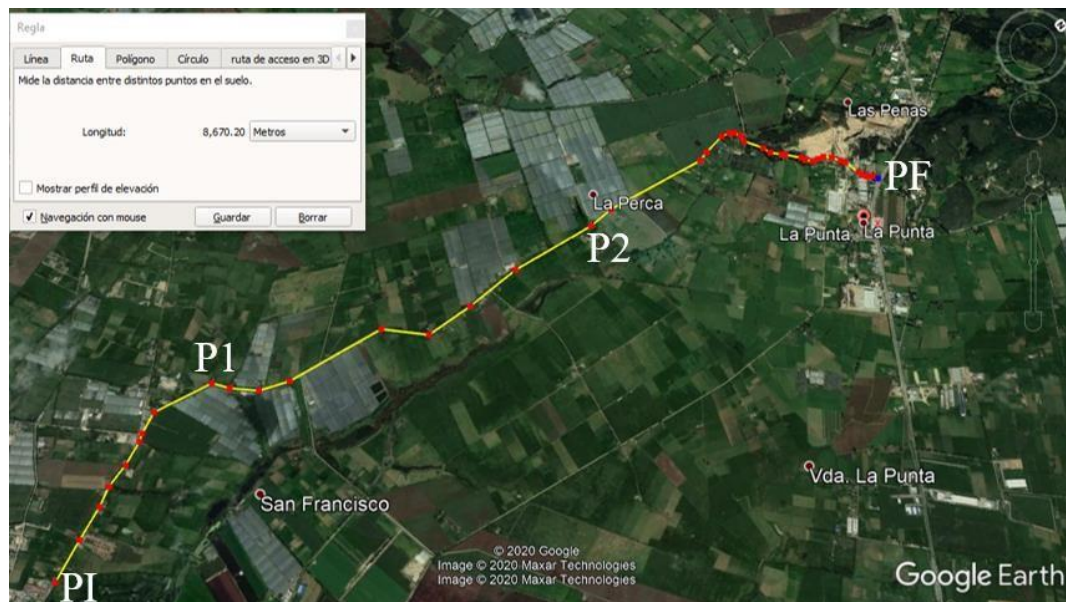 Regla
Línea Ruta Polígono Círculo ruta de acceso en 3D
Mide la distancia entre distintos puntos en el suelo.
Longitud: 8,670.20 Metros
Mostrar perfil de elevación
Navegación con mouse Guardar Borrar
Las Peñas
PF
La Perca
P2
La Punta La Punta
P1
Vda. La Punta
San Francisco
PI
© 2020 Google
Image © 2020 Maxar Technologies
Image © 2020 Maxar Technologies
Google Earth